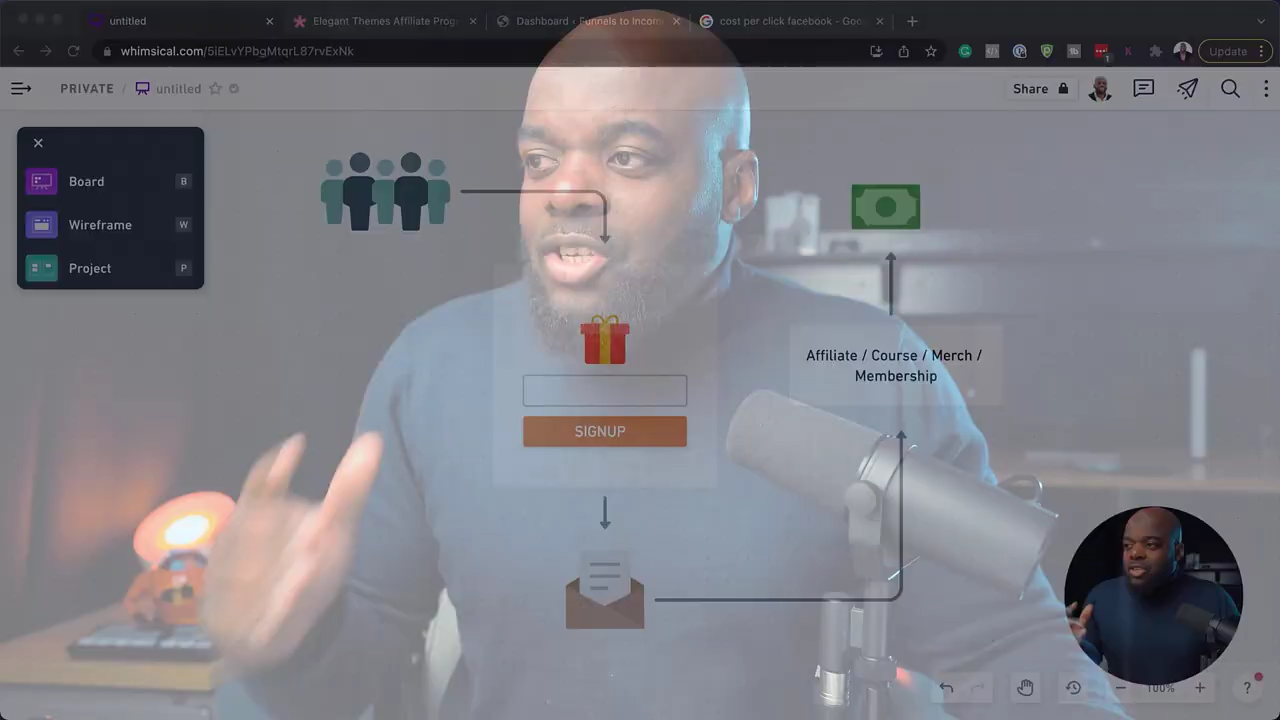 untitled
Elegant Themes Affiliate Prog
Dashboard ‹ Funnels to Incom
cost per click facebook - Goo
whimsical.com/5iELvYPbgMtqrL87rvExNk
Update
PRIVATE / untitled
Share
Board B
Wireframe W
Project P
Affiliate / Course / Merch /
Membership
SIGNUP
100%
?